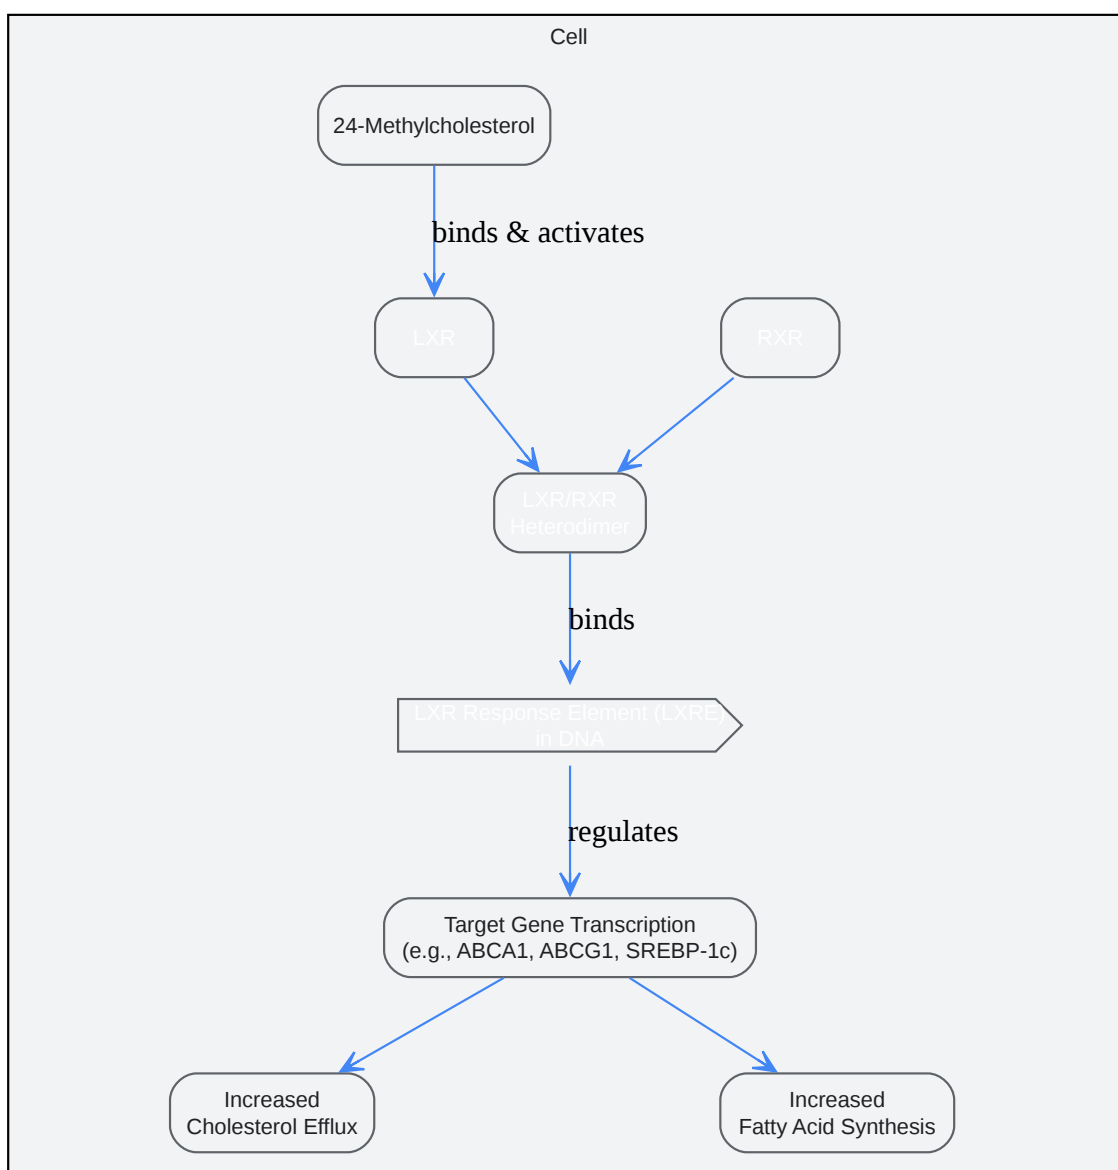 Cell
24-Methylcholesterol
binds & activates
LXR
RXR
LXR/RXR
Heterodimer
binds
LXR Response Element (LXRE)
in DNA
regulates
Target Gene Transcription
(e.g., ABCA1, ABCG1, SREBP-1c)
Increased
Cholesterol Efflux
Increased
Fatty Acid Synthesis